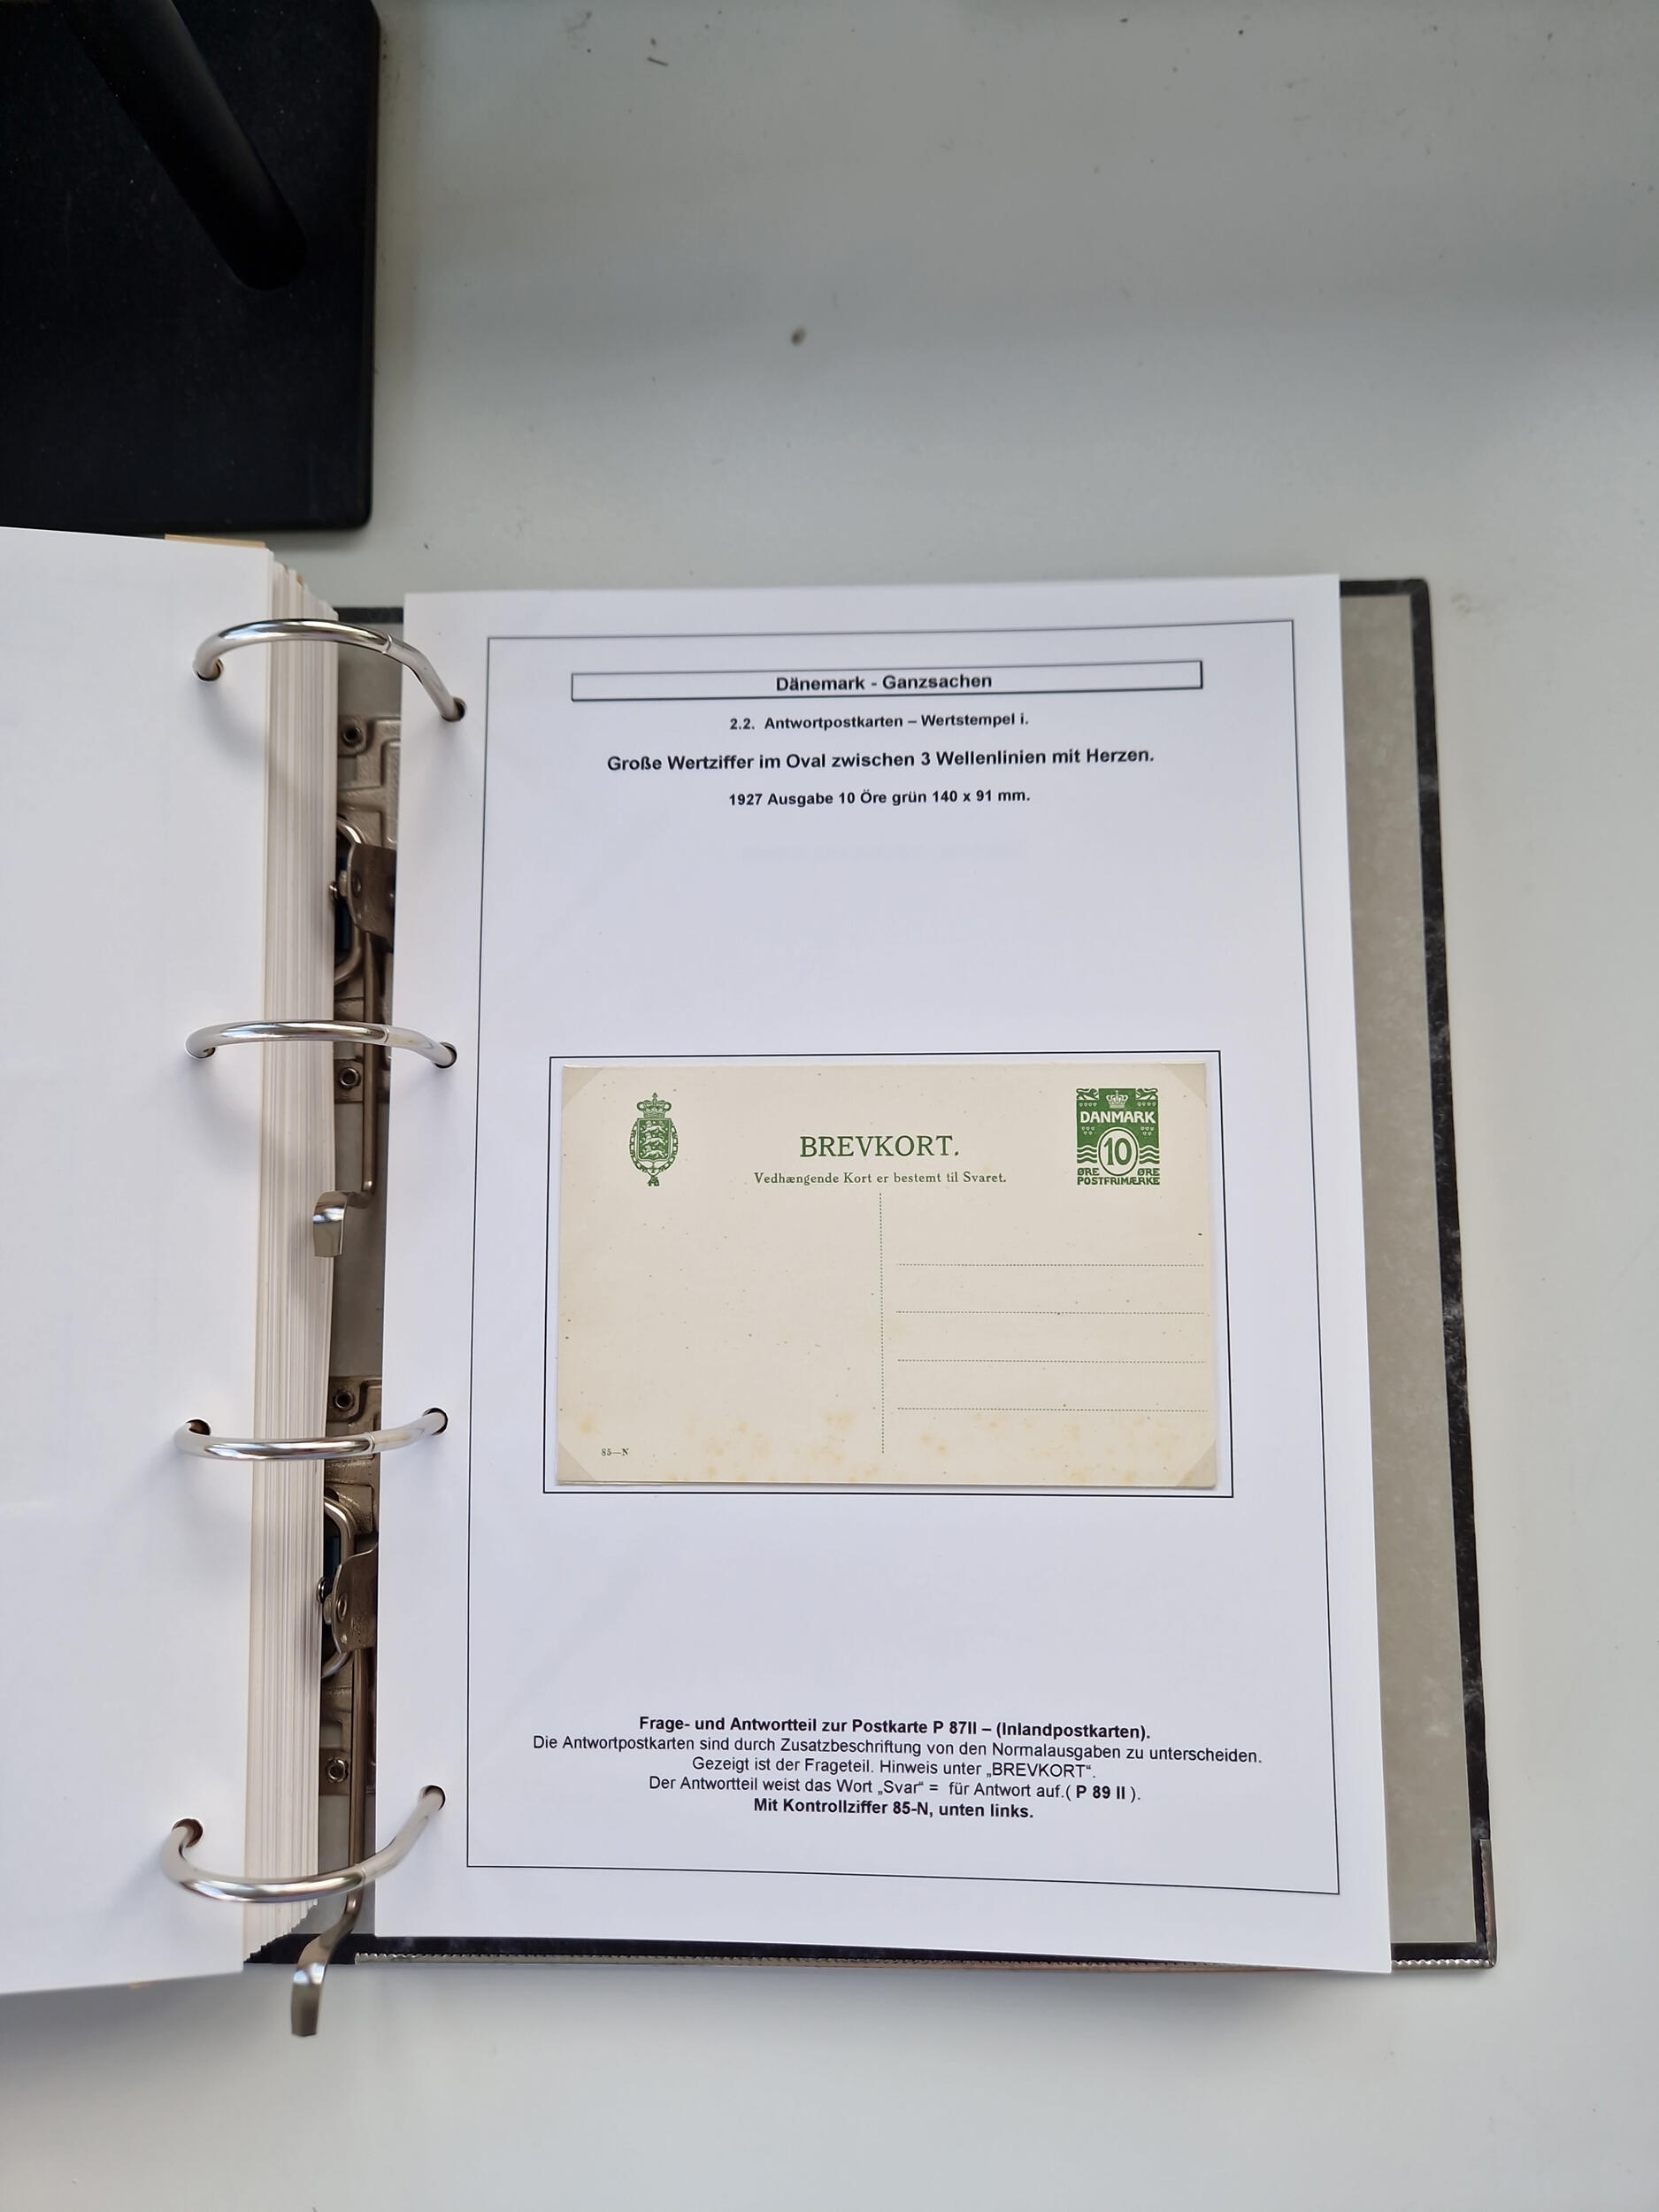 Dänemark - Ganzsachen
2.2. Antwortpostkarten – Wertstempel i.
Große Wertziffer im Oval zwischen 3 Wellenlinien mit Herzen.
1927 Ausgabe 10 Öre grün 140 x 91 mm.
DANMARK
10
ØRE ØRE
POSTFRIMÆRKE
BREVKORT.
Vedhængende Kort er bestemt til Svaret.
85—N
Frage- und Antwortteil zur Postkarte P 87II – (Inlandpostkarten).
Die Antwortpostkarten sind durch Zusatzbeschriftung von den Normalausgaben zu unterscheiden.
Gezeigt ist der Frageteil. Hinweis unter „BREVKORT“.
Der Antwortteil weist das Wort „Svar“ = für Antwort auf.( P 89 II ).
Mit Kontrollziffer 85-N, unten links.